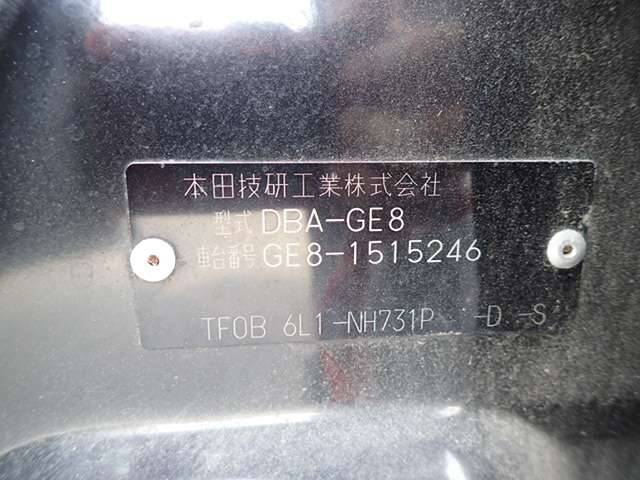 本田技研工業株式会社
型式 DBA-GE8
車台番号 GE8-1515246
TF0B 6L1-NH731P -D -S